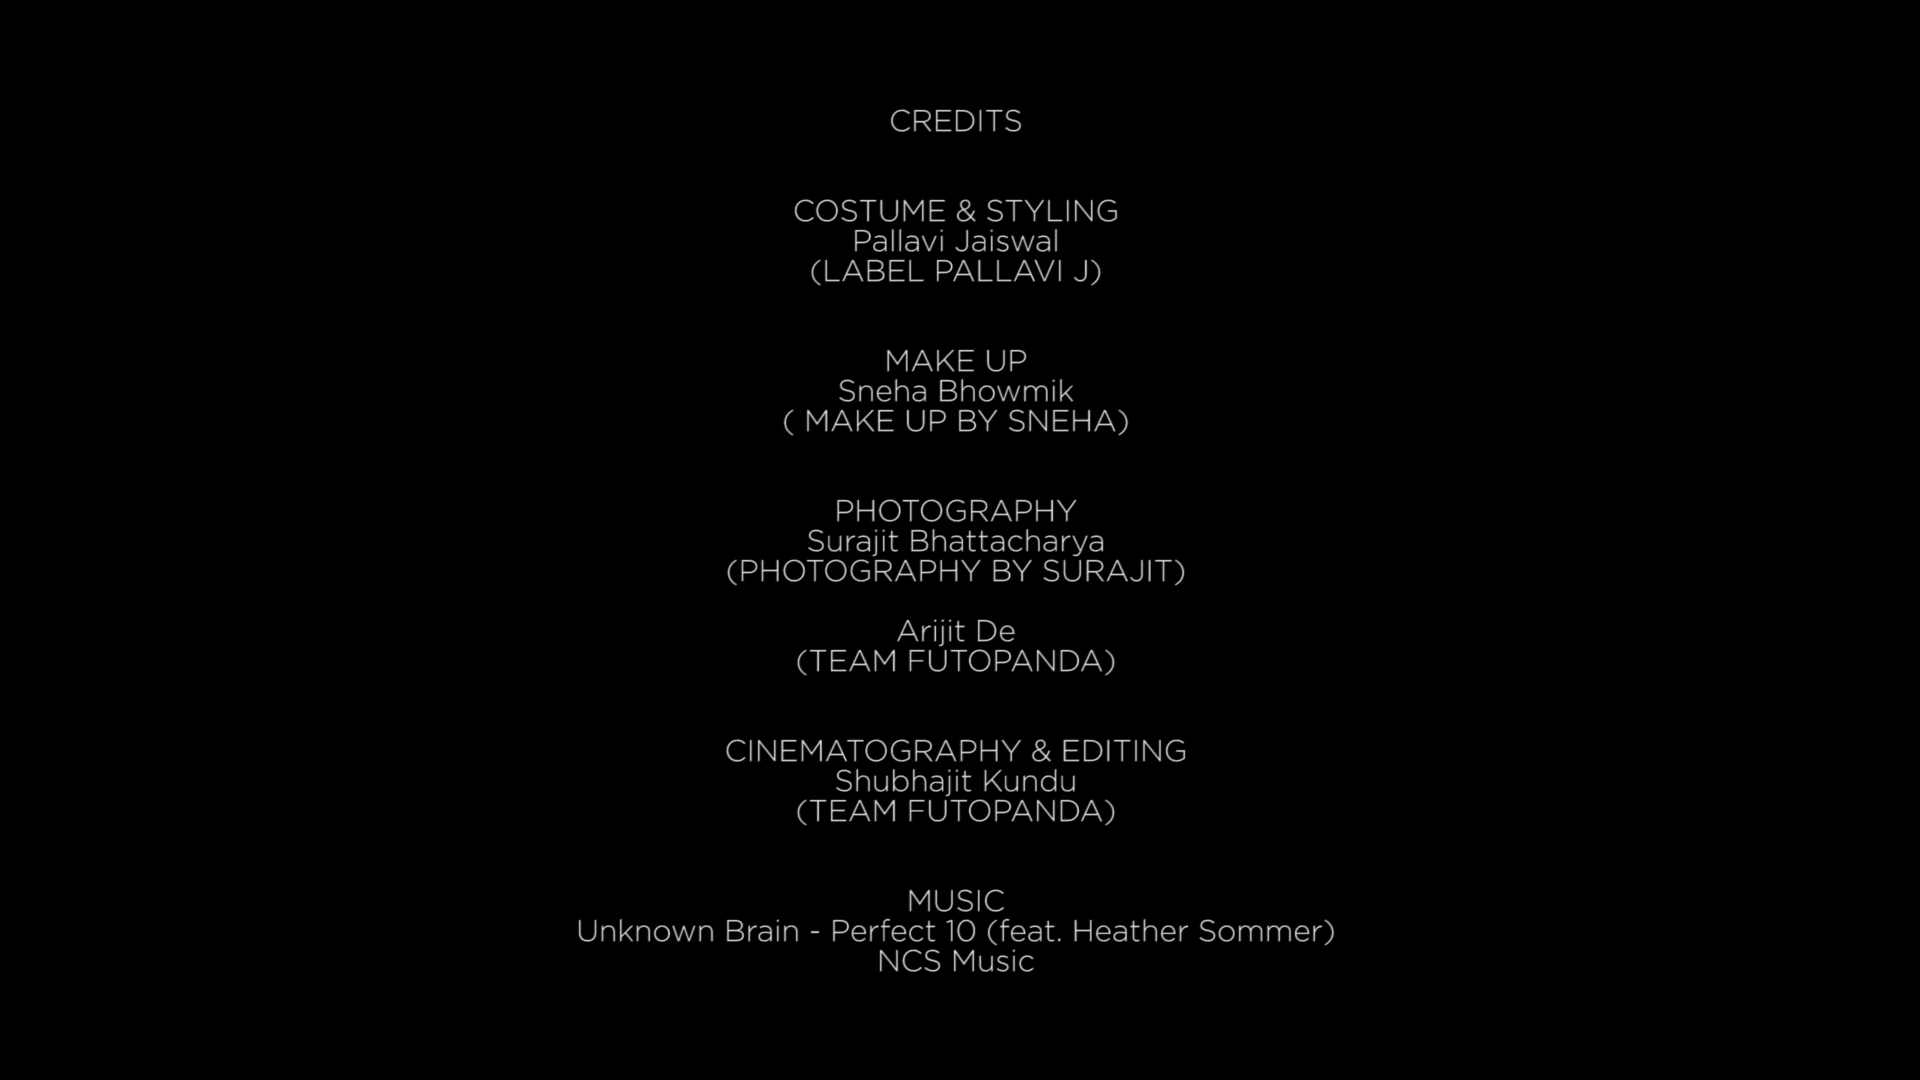 CREDITS
COSTUME & STYLING
Pallavi Jaiswal
(LABEL PALLAVI J)
MAKE UP
Sneha Bhowmik
( MAKE UP BY SNEHA)
PHOTOGRAPHY
Surajit Bhattacharya
(PHOTOGRAPHY BY SURAJIT)
Arijit De
(TEAM FUTOPANDA)
CINEMATOGRAPHY & EDITING
Shubhajit Kundu
(TEAM FUTOPANDA)
MUSIC
Unknown Brain - Perfect 10 (feat. Heather Sommer)
NCS Music